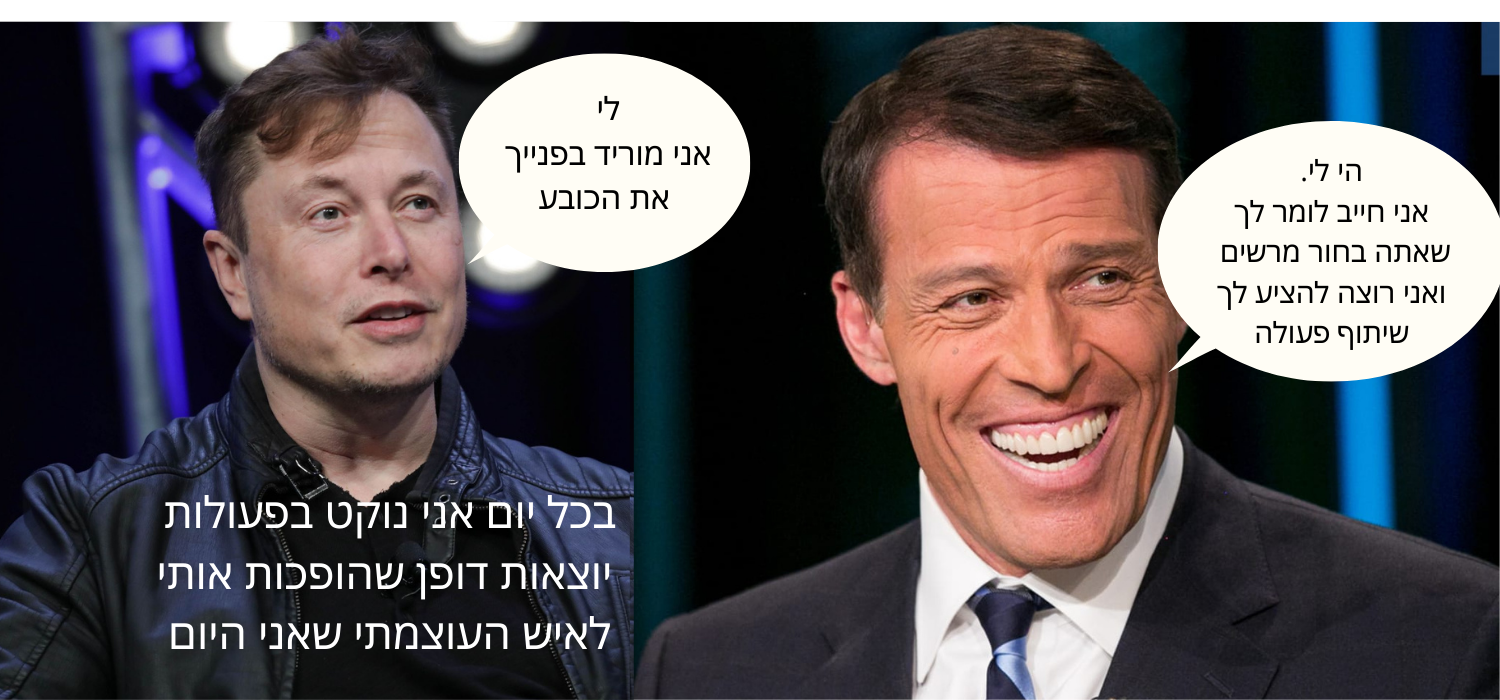 לי
אני מוריד בפנייך
את הכובע
הי לי.
אני חייב לומר לך
שאתה בחור מרשים
ואני רוצה להציע לך
שיתוף פעולה
בכל יום אני נוקט בפעולות
יוצאות דופן שהופכות אותי
לאיש העוצמתי שאני היום